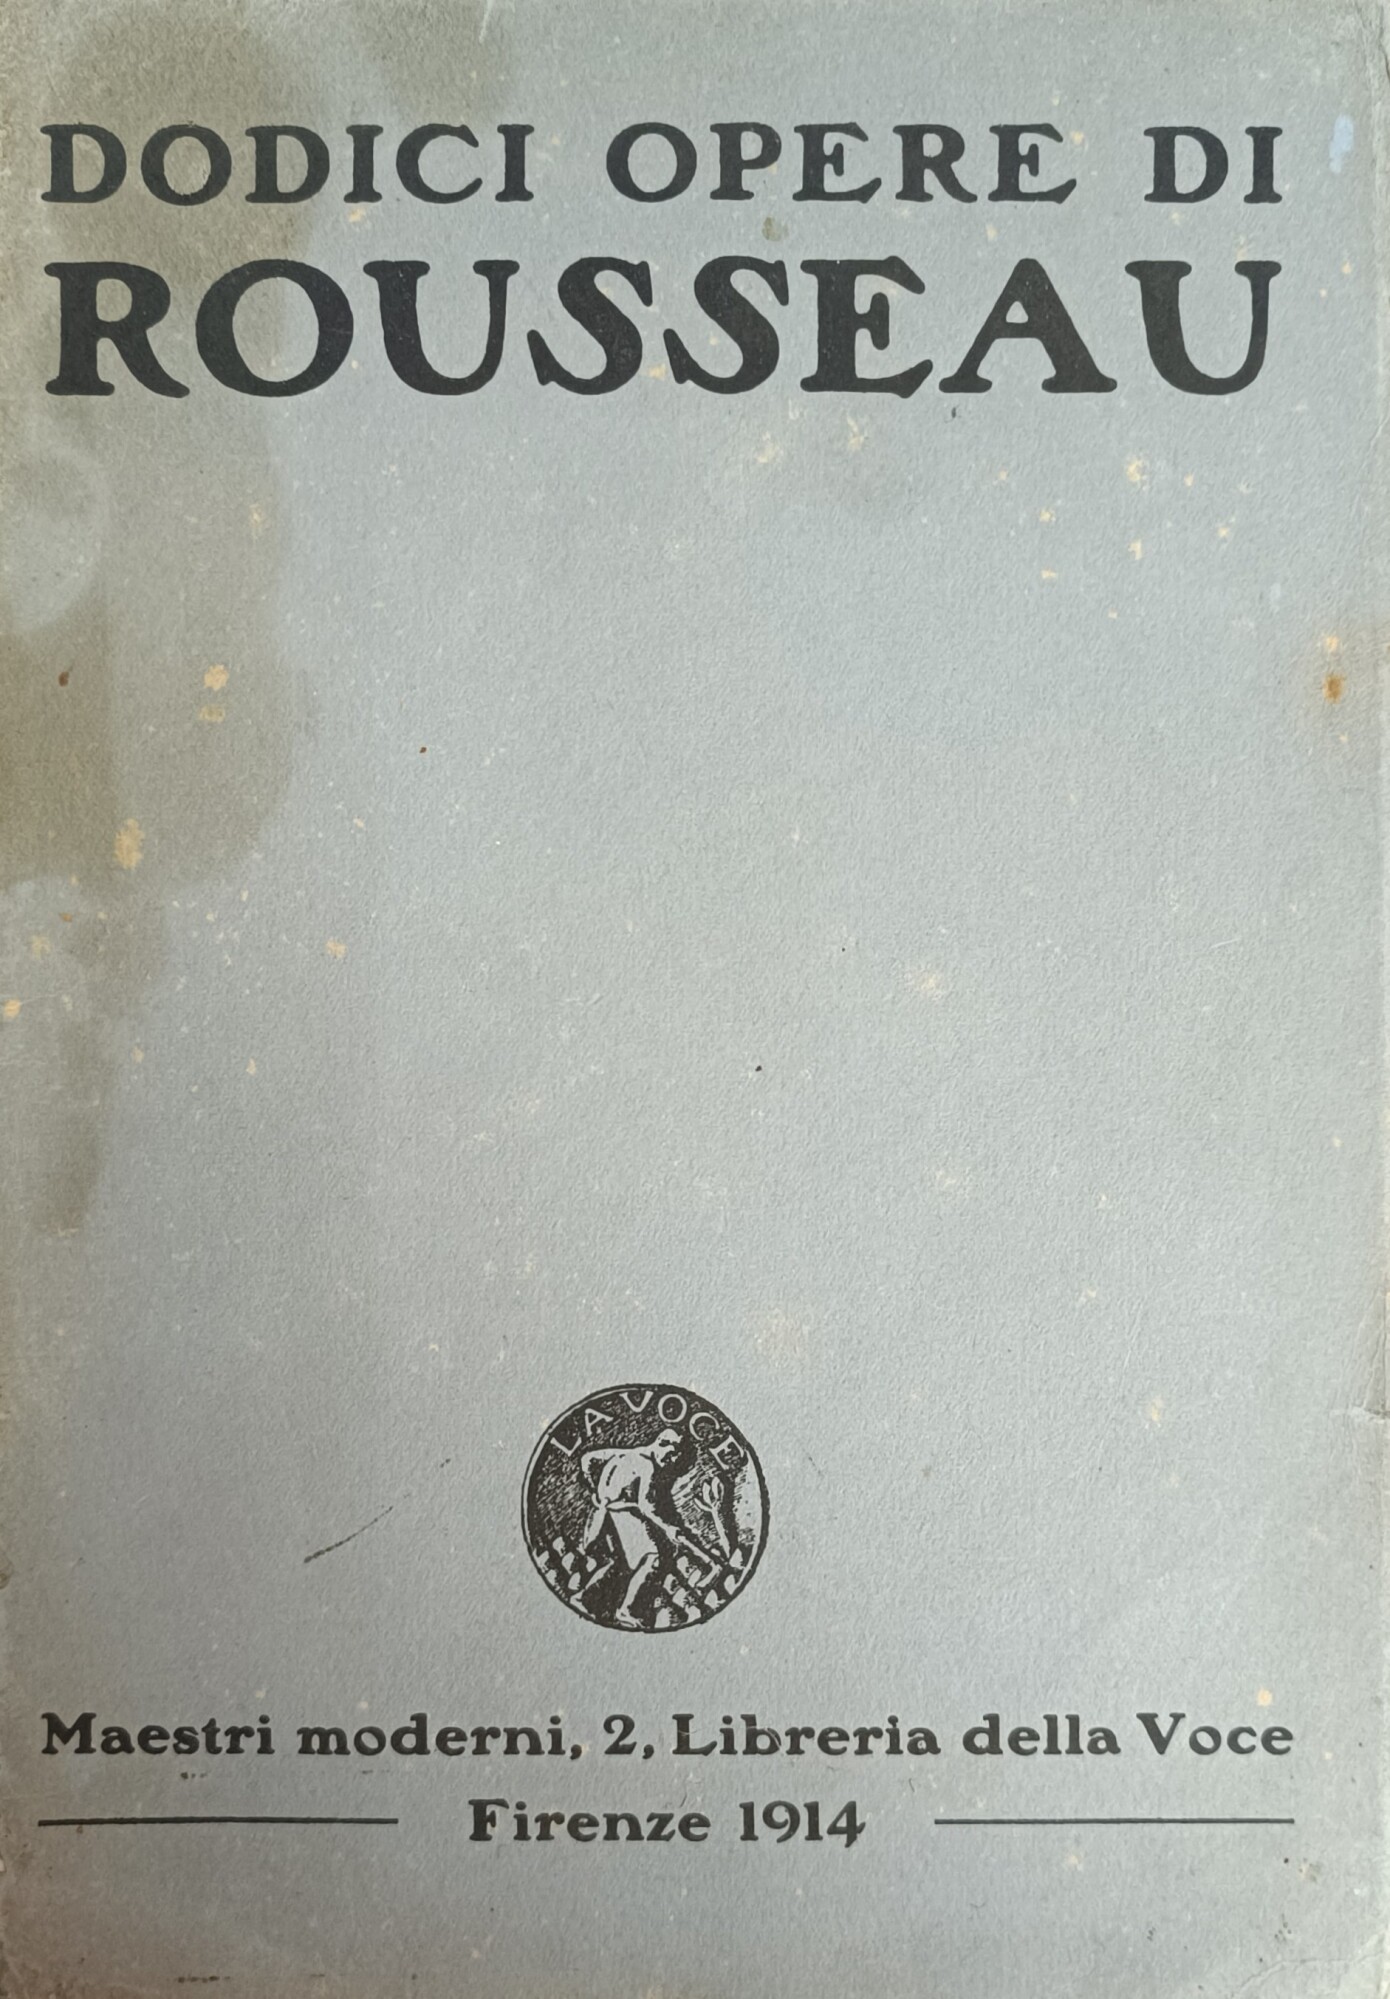 DODICI OPERE DI
ROUSSEAU
LA VOCE
Maestri moderni, 2, Libreria della Voce
Firenze 1914